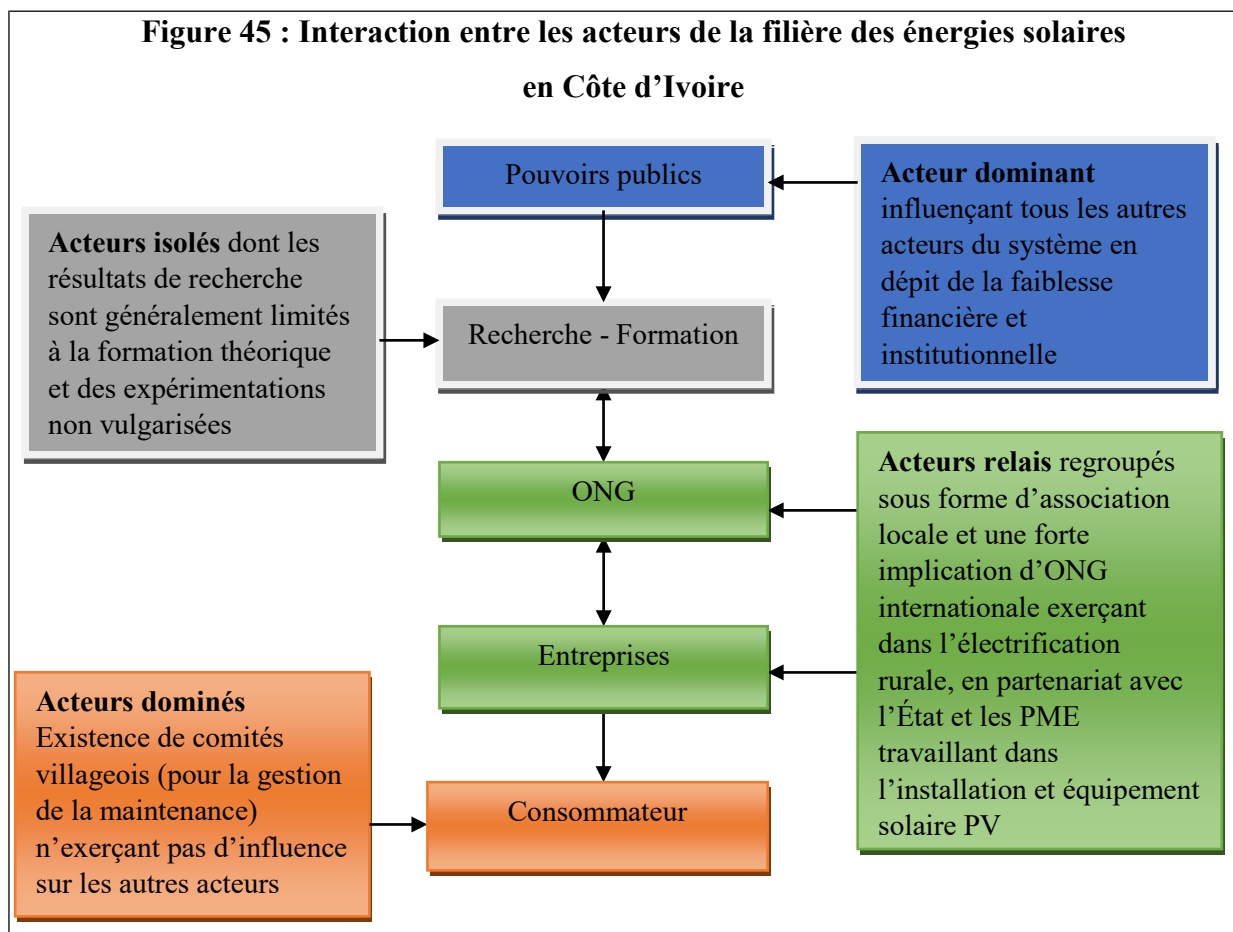 Figure 45 : Interaction entre les acteurs de la filière des énergies solaires
en Côte d’Ivoire
Pouvoirs publics
Acteur dominant
influençant tous les autres
acteurs du système en
dépit de la faiblesse
financière et
institutionnelle
Acteurs isolés dont les
résultats de recherche
sont généralement limités
à la formation théorique
et des expérimentations
non vulgarisées
Recherche - Formation
ONG
Acteurs relais regroupés
sous forme d’association
locale et une forte
implication d’ONG
internationale exerçant
dans l’électrification
rurale, en partenariat avec
l’État et les PME
travaillant dans
l’installation et équipement
solaire PV
Entreprises
Acteurs dominés
Existence de comités
villageois (pour la gestion
de la maintenance)
n’exerçant pas d’influence
sur les autres acteurs
Consommateur